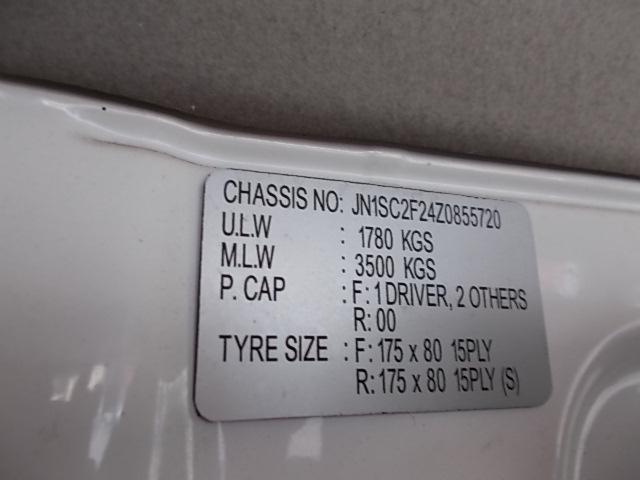 CHASSIS NO: JN1SC2F24Z0855720
U.L.W : 1780 KGS
M.L.W : 3500 KGS
P. CAP : F: 1 DRIVER, 2 OTHERS
R: 00
TYRE SIZE : F: 175 x 80 15PLY
R: 175 x 80 15PLY (S)